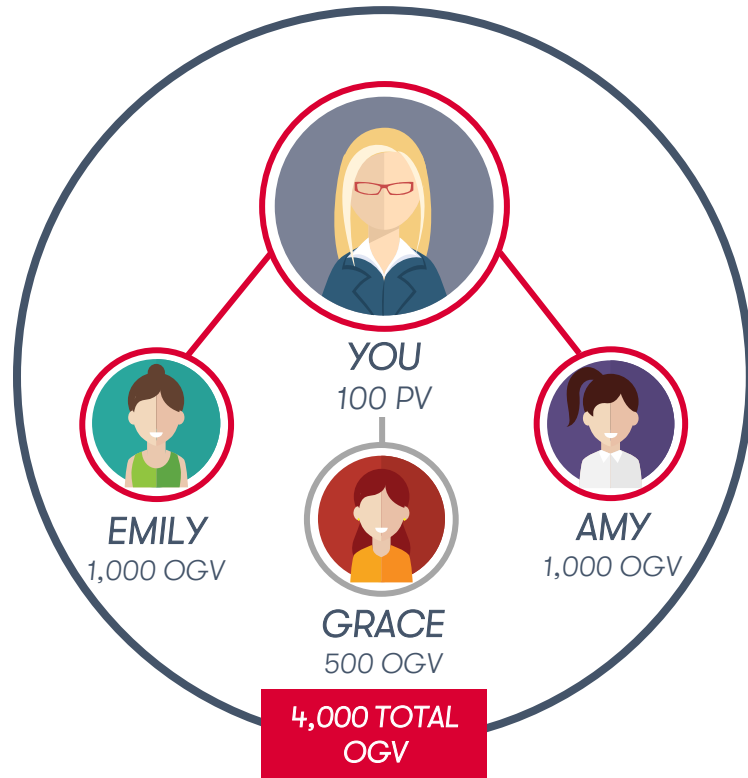 YOU
100 PV
EMILY
1,000 OGV
AMY
1,000 OGV
GRACE
500 OGV
4,000 TOTAL
OGV